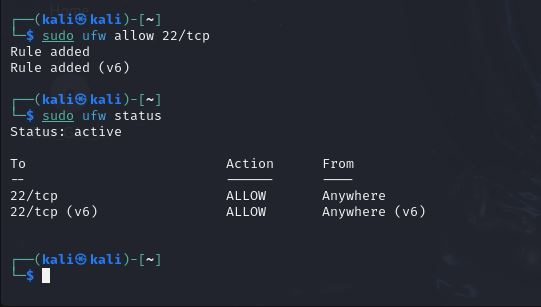 ┌──(kali㉿kali)-[~]
└─$ sudo ufw allow 22/tcp
Rule added
Rule added (v6)
┌──(kali㉿kali)-[~]
└─$ sudo ufw status
Status: active
To                         Action      From
--                         ------      ----
22/tcp                     ALLOW       Anywhere
22/tcp (v6)                ALLOW       Anywhere (v6)
┌──(kali㉿kali)-[~]
└─$